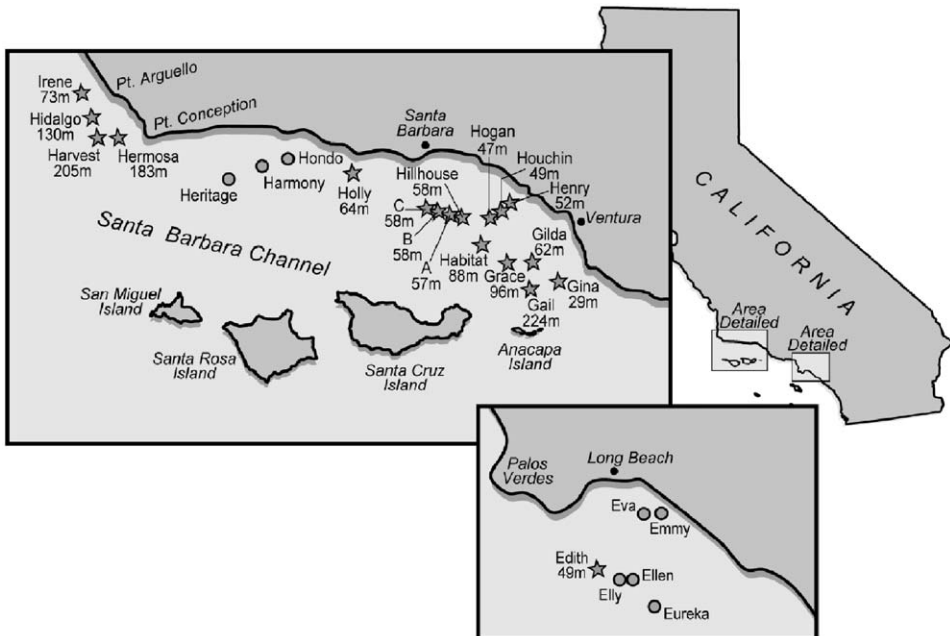 Irene
73m
Pt. Arguello
Hidalgo
130m
Pt. Conception
Harvest
205m
Hermosa
183m
Heritage
Harmony
Hondo
Holly
64m
Santa
Barbara
Hillhouse
58m
Hogan
47m
Houchin
49m
Henry
52m
Ventura
C
58m
B
58m
A
57m
Habitat
88m
Grace
96m
Gilda
62m
Gina
29m
Gail
224m
Santa Barbara Channel
San Miguel
Island
Santa Rosa
Island
Santa Cruz
Island
Anacapa
Island
CALIFORNIA
Area
Detailed
Area
Detailed
Palos
Verdes
Long Beach
Eva
Emmy
Edith
49m
Elly
Ellen
Eureka